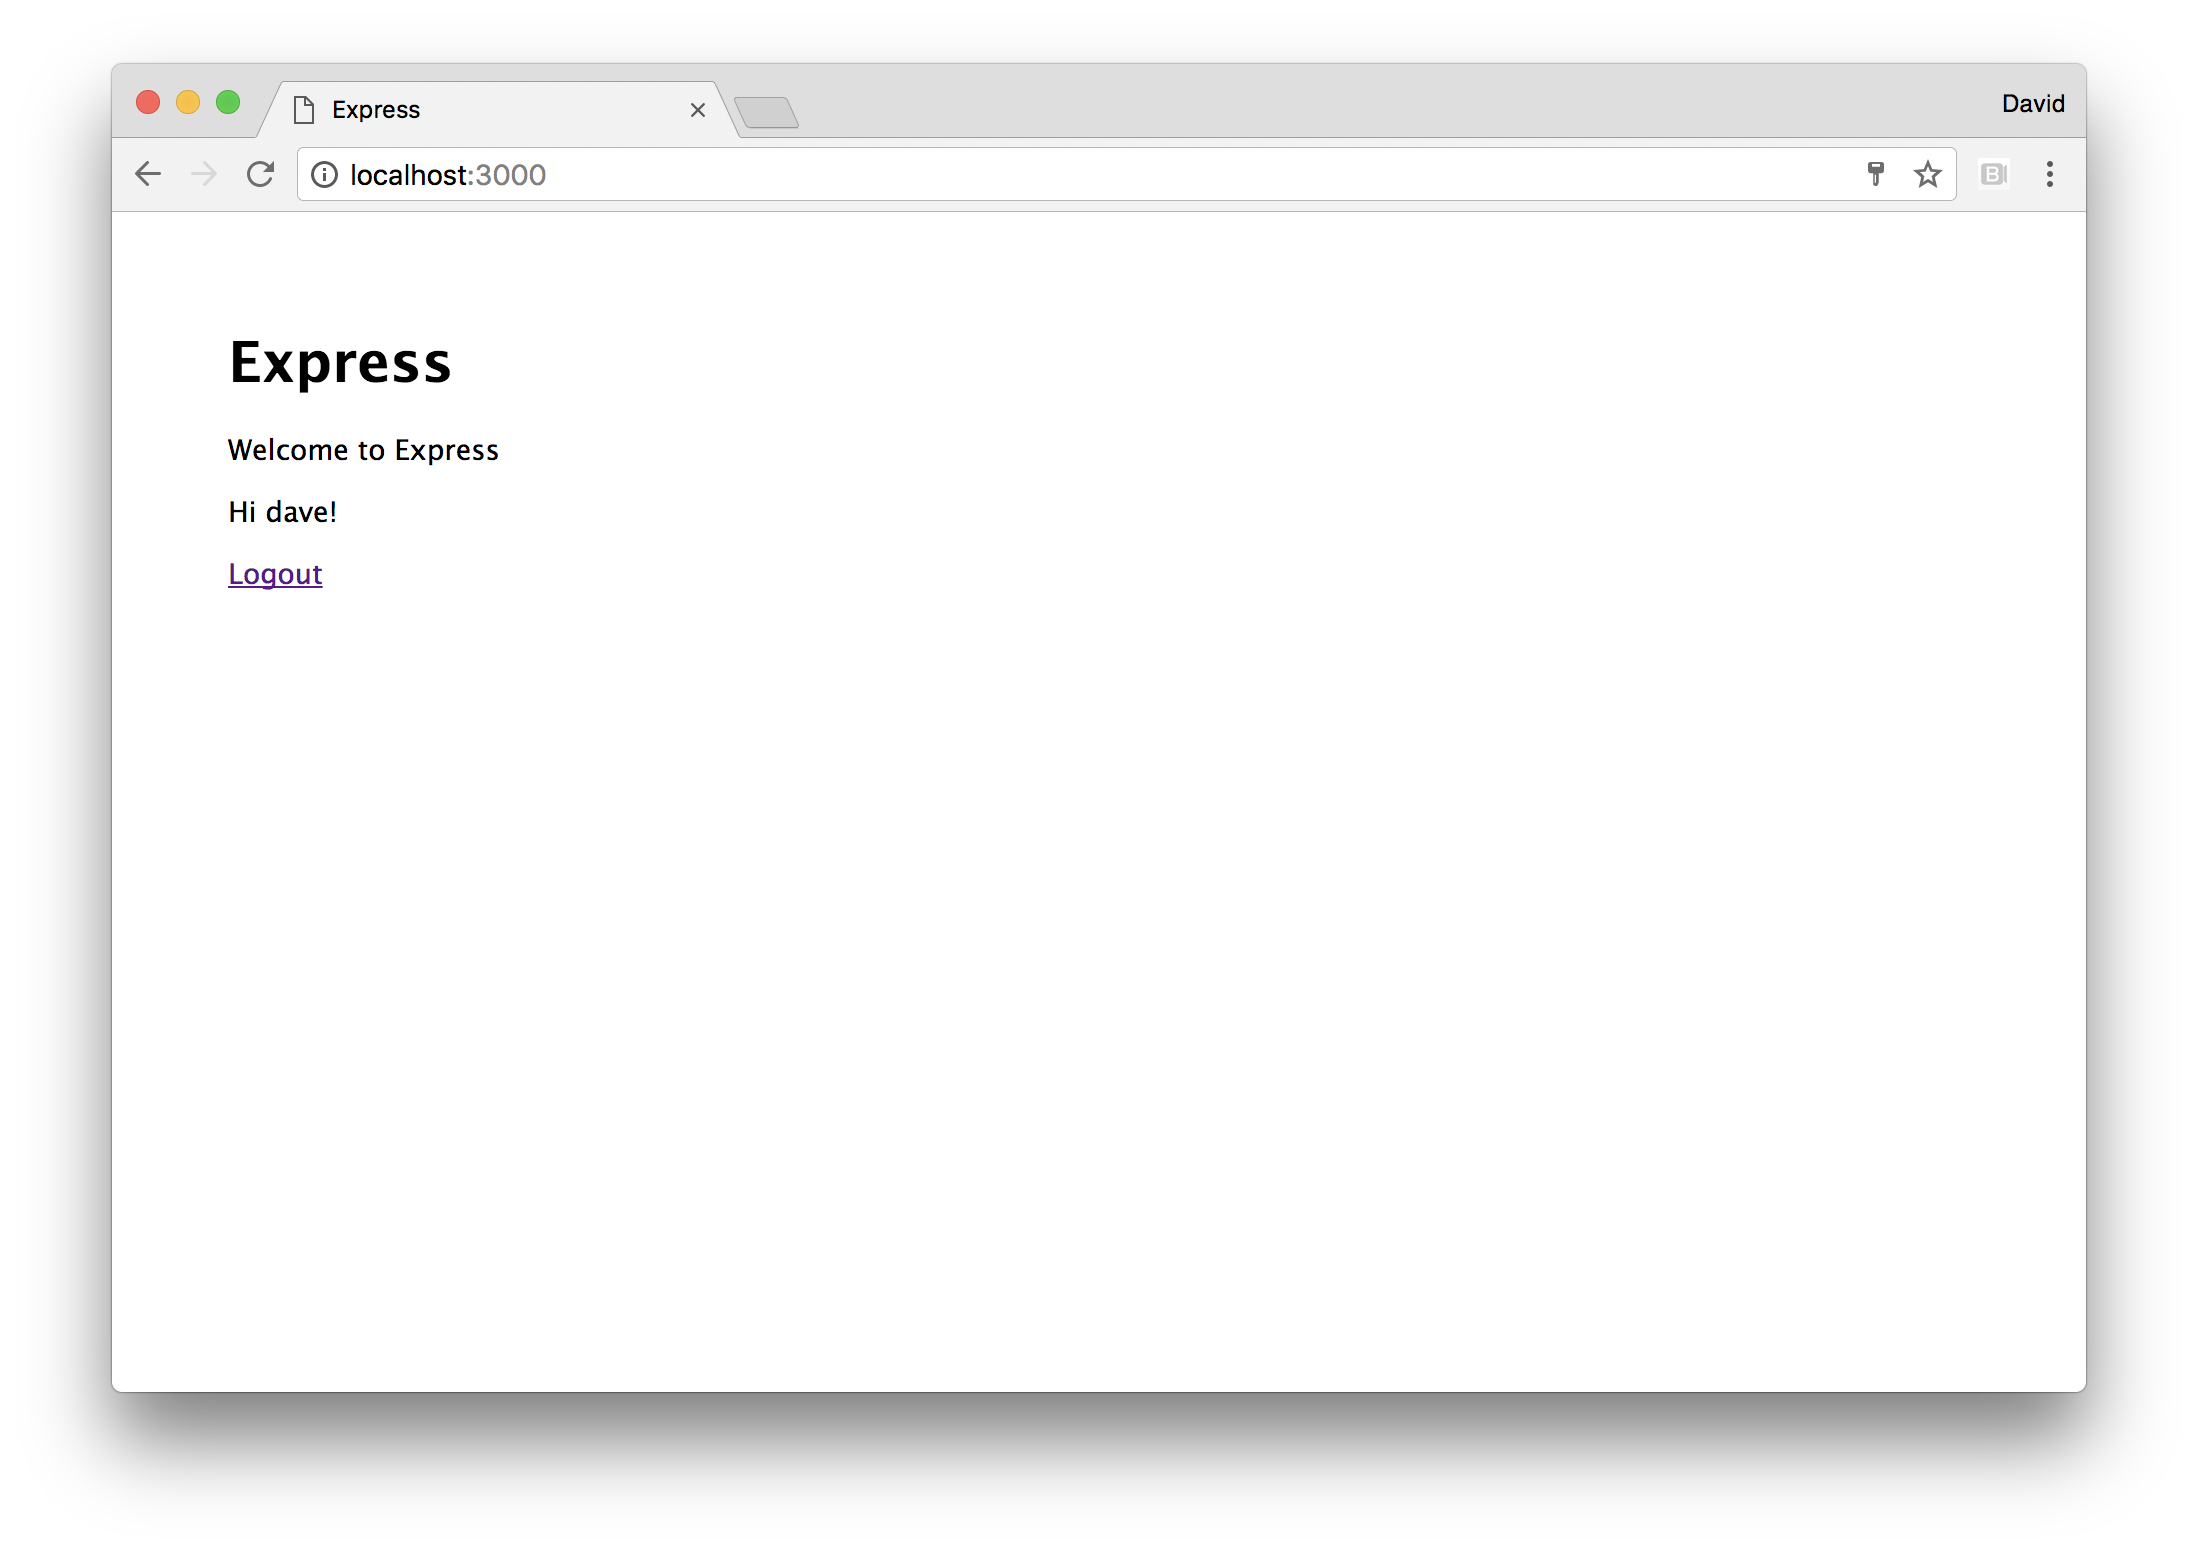 Express
David
localhost:3000
B
Express
Welcome to Express
Hi dave!
Logout